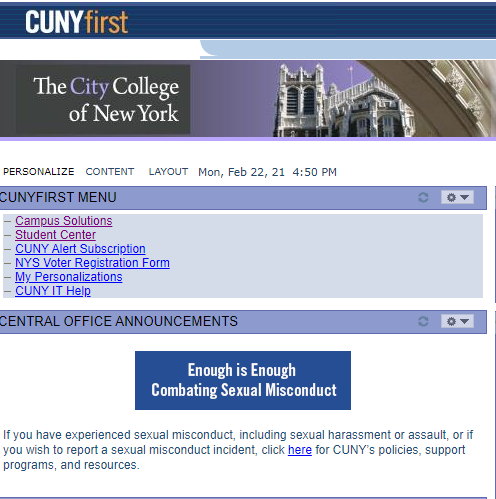 CUNYfirst
The City College
of New York
PERSONALIZE CONTENT LAYOUT Mon, Feb 22, 21 4:50 PM
CUNYFIRST MENU
– Campus Solutions
– Student Center
– CUNY Alert Subscription
– NYS Voter Registration Form
– My Personalizations
– CUNY IT Help
CENTRAL OFFICE ANNOUNCEMENTS
Enough is Enough
Combating Sexual Misconduct
If you have experienced sexual misconduct, including sexual harassment or assault, or if
you wish to report a sexual misconduct incident, click here for CUNY's policies, support
programs, and resources.